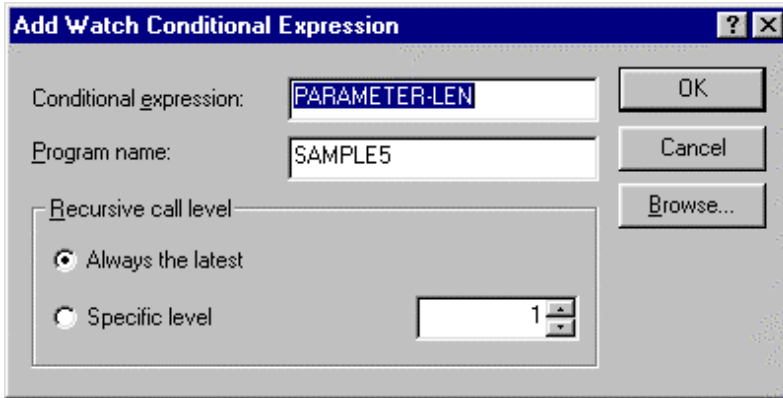 Add Watch Conditional Expression
Conditional expression: PARAMETER-LEN OK
Program name: SAMPLE5 Cancel
Browse...
Recursive call level
Always the latest
Specific level 1